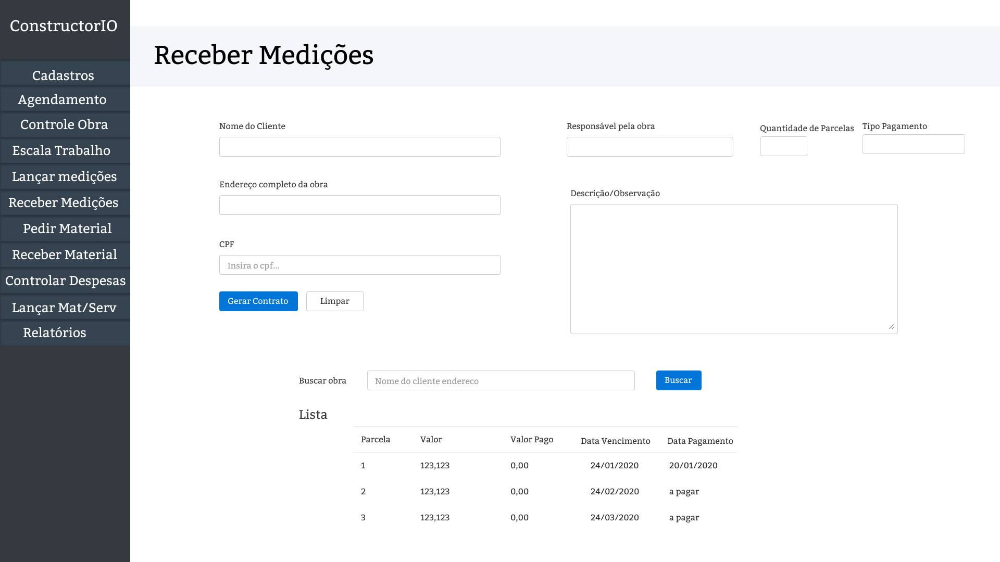 ConstructorIO
Cadastros
Agendamento
Controle Obra
Escala Trabalho
Lançar medições
Receber Medições
Pedir Material
Receber Material
Controlar Despesas
Lançar Mat/Serv
Relatórios
Receber Medições
Nome do Cliente
Responsável pela obra
Quantidade de Parcelas
Tipo Pagamento
Endereço completo da obra
Descrição/Observação
CPF
Insira o cpf...
Gerar Contrato
Limpar
Buscar obra
Nome do cliente endereco
Buscar
Lista
Parcela Valor Valor Pago Data Vencimento Data Pagamento
1 123,123 0,00 24/01/2020 20/01/2020
2 123,123 0,00 24/02/2020 a pagar
3 123,123 0,00 24/03/2020 a pagar